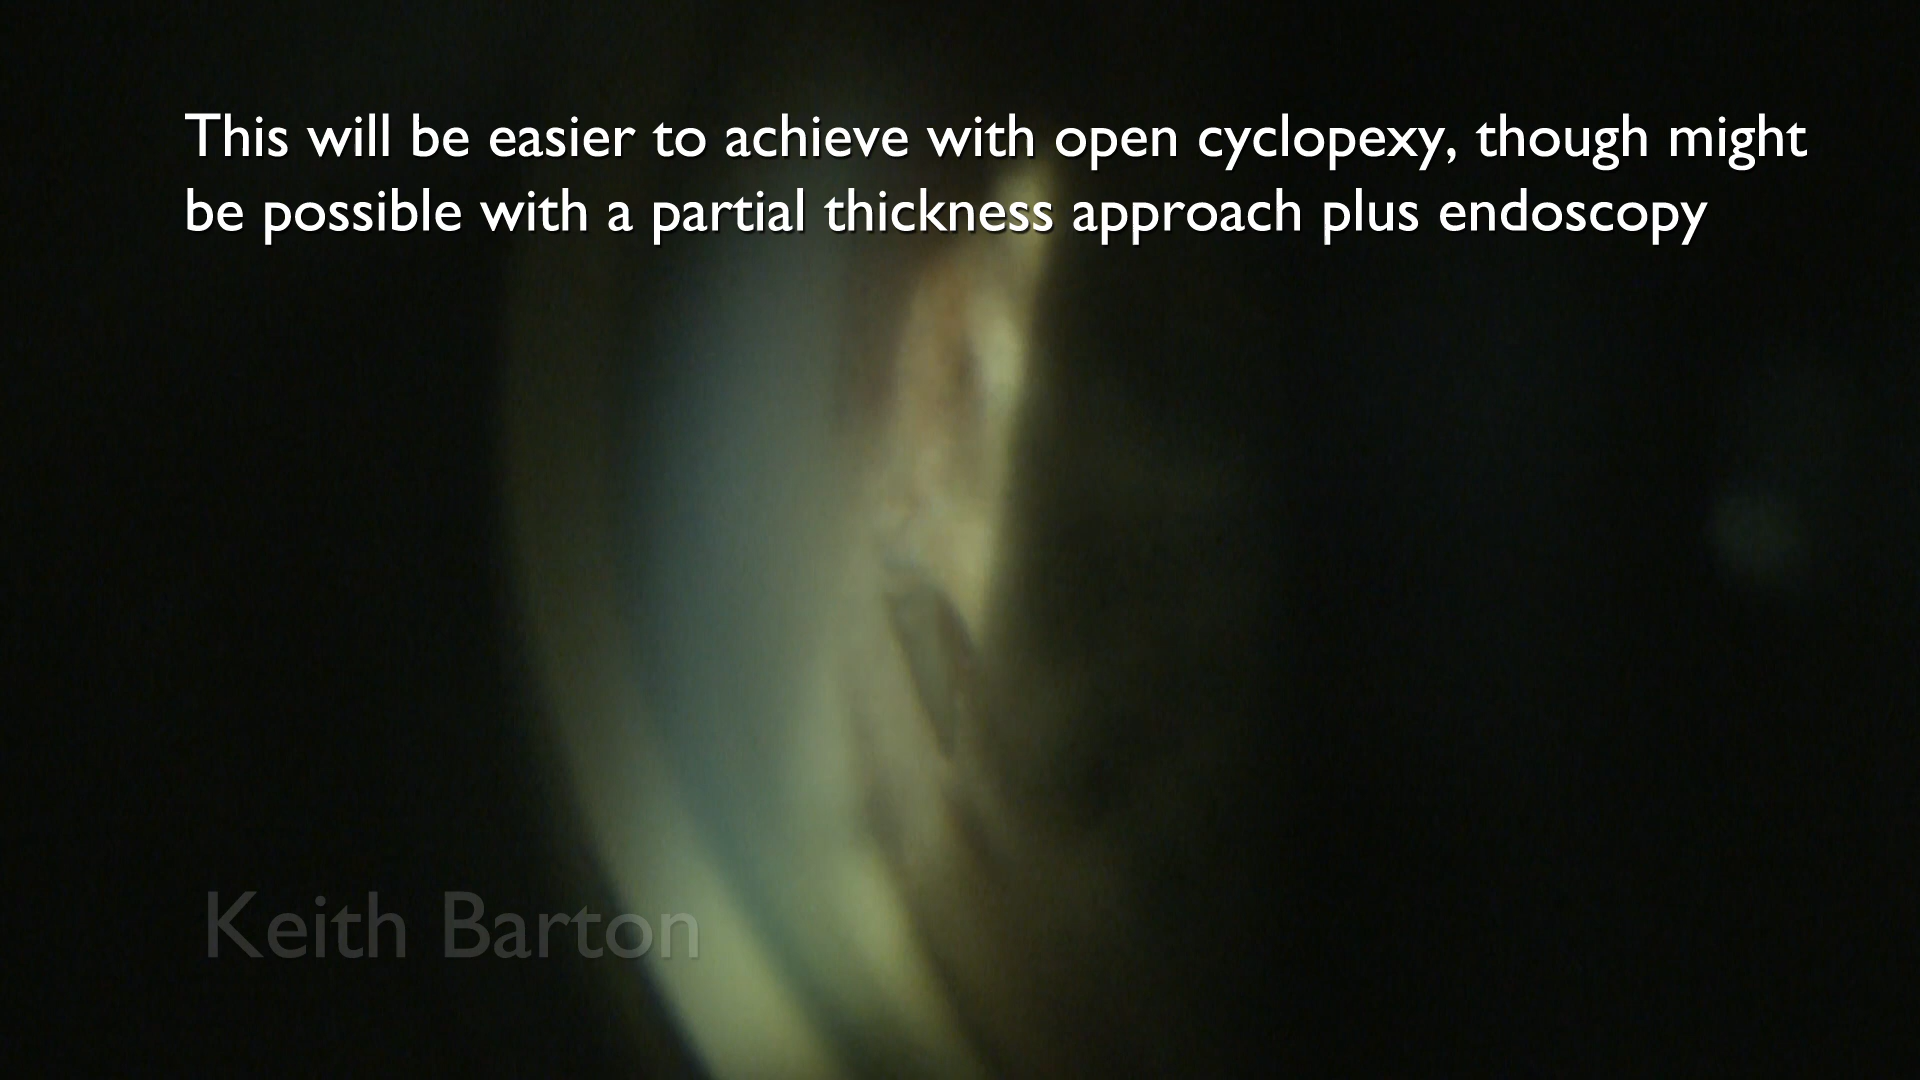 This will be easier to achieve with open cyclopexy, though might
be possible with a partial thickness approach plus endoscopy
Keith Barton